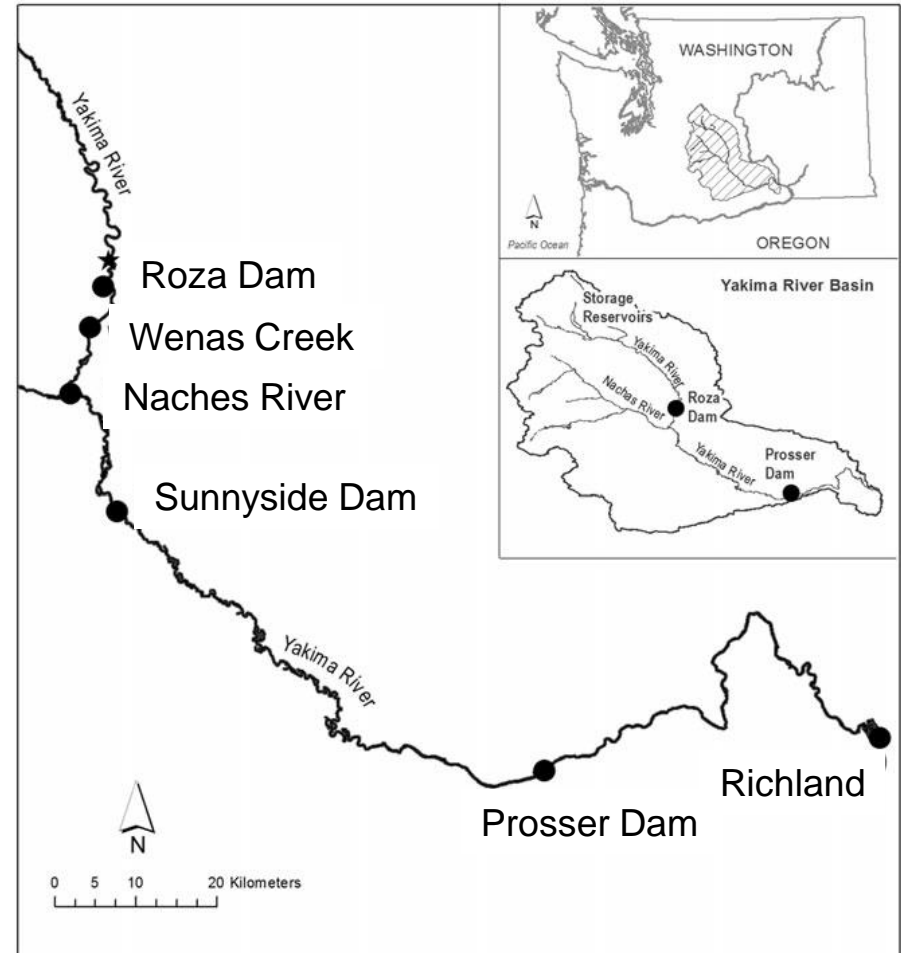 Yakima River
Roza Dam
Wenas Creek
Naches River
Sunnyside Dam
Yakima River
Prosser Dam
Richland
N
0 5 10 20 Kilometers
WASHINGTON
N
Pacific Ocean
OREGON
Yakima River Basin
Storage
Reservoirs
Yakima River
Naches River
Roza
Dam
Yakima River
Prosser
Dam